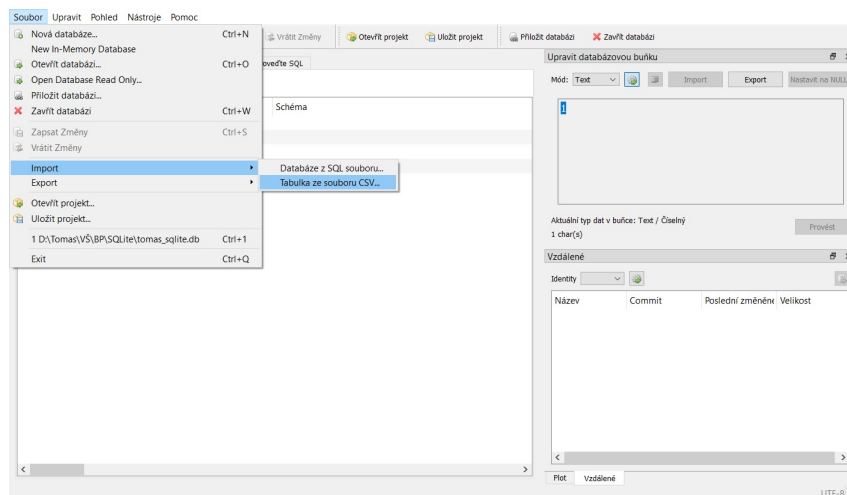 Soubor Upravit Pohled Nástroje Pomoc
Nová databáze... Ctrl+N
New In-Memory Database
Otevřít databázi... Ctrl+O
Open Database Read Only...
Přiložit databázi...
Zavřít databázi Ctrl+W
Zapsat Změny Ctrl+S
Vrátit Změny
Import
Export
Otevřít projekt...
Uložit projekt...
1 D:\Tomas\VŠ\BP\SQLite\tomas_sqlite.db Ctrl+1
Exit Ctrl+Q
Databáze z SQL souboru...
Tabulka ze souboru CSV...
Vrátit Změny Otevřít projekt Uložit projekt Přiložit databázi Zavřít databázi
oveďte SQL
Schéma
Upravit databázovou buňku
Mód: Text Import Export Nastavit na NULL
1
Aktuální typ dat v buňce: Text / Číselný
1 char(s)
Provést
Vzdálené
Identity
Název Commit Poslední změněne Velikost
Plot Vzdálené
UTF-8